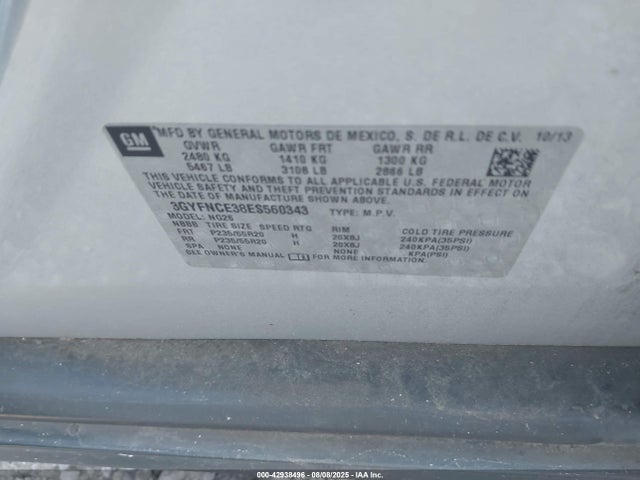 GM
MFD BY GENERAL MOTORS DE MEXICO, S. DE R.L. DE C.V. 10/13
GVWR GAWR FRT GAWR RR
2480 KG 1410 KG 1300 KG
5467 LB 3108 LB 2866 LB
THIS VEHICLE CONFORMS TO ALL APPLICABLE U.S. FEDERAL MOTOR
VEHICLE SAFETY AND THEFT PREVENTION STANDARDS IN EFFECT ON
THE DATE OF MANUFACTURE SHOWN ABOVE.
3GYFNCE38ES560343 TYPE: M.P.V.
MODEL: NG26
NBBB TIRE SIZE SPEED RTG RIM COLD TIRE PRESSURE
FRT P235/55R20 H 20X8J 240KPA(35PSI)
RR P235/55R20 H 20X8J 240KPA(35PSI)
SPA NONE NONE KPA(PSI)
SEE OWNER'S MANUAL FOR MORE INFORMATION.
000-42938496 - 08/08/2025 - IAA Inc.